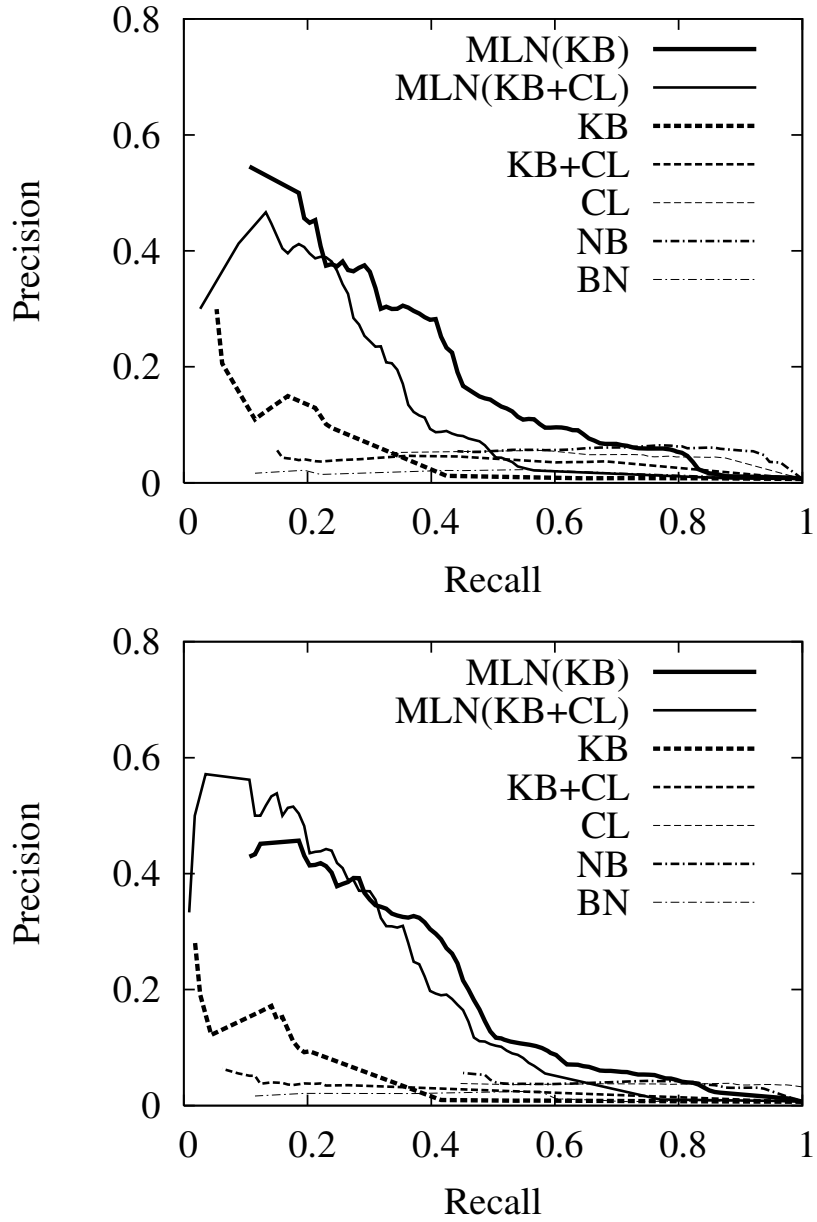 0.8
MLN(KB)
MLN(KB+CL)
0.6
KB
KB+CL
Precision
0.4
CL
NB
BN
0.2
0
0 0.2 0.4 0.6 0.8 1
Recall
0.8
MLN(KB)
MLN(KB+CL)
0.6
KB
KB+CL
Precision
0.4
CL
NB
BN
0.2
0
0 0.2 0.4 0.6 0.8 1
Recall